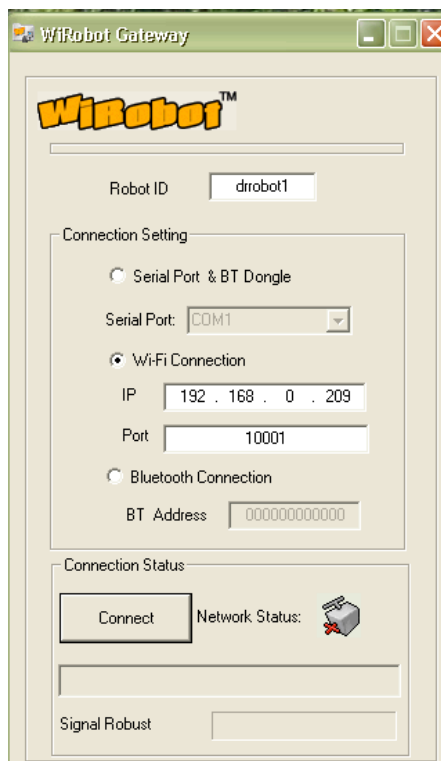 WiRobot Gateway
WiRobot™
Robot ID drrobot1
Connection Setting
Serial Port & BT Dongle
Serial Port: COM1
Wi-Fi Connection
IP 192 . 168 . 0 . 209
Port 10001
Bluetooth Connection
BT Address 000000000000
Connection Status
Connect Network Status:
Signal Robust